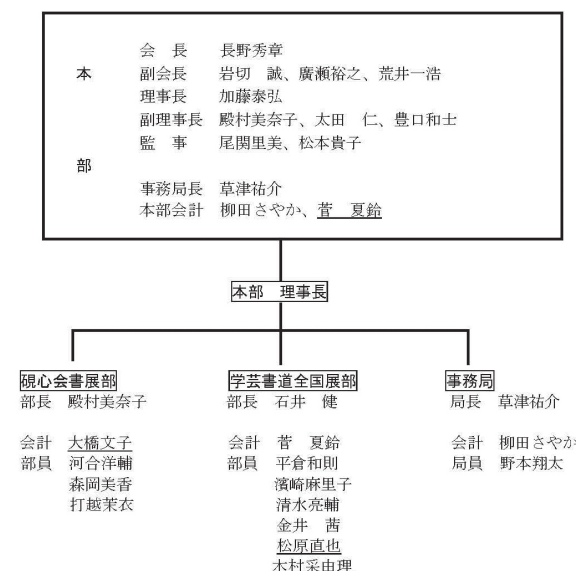 会　長　長野秀章
本　副会長　岩切　誠、廣瀬裕之、荒井一浩
理事長　加藤泰弘
副理事長　殿村美奈子、太田　仁、豊口和士
監　事　尾関里美、松本貴子
部
事務局長　草津祐介
本部会計　柳田さやか、菅　夏鈴
本部　理事長
硯心会書展部
部長　殿村美奈子
会計　大橋文子
部員　河合洋輔
森岡美香
打越茉衣
学芸書道全国展部
部長　石井　健
会計　菅　夏鈴
部員　平倉和則
濱崎麻里子
清水亮輔
金井　茜
松原直也
木村采由理
事務局
局長　草津祐介
会計　柳田さやか
局員　野本翔太